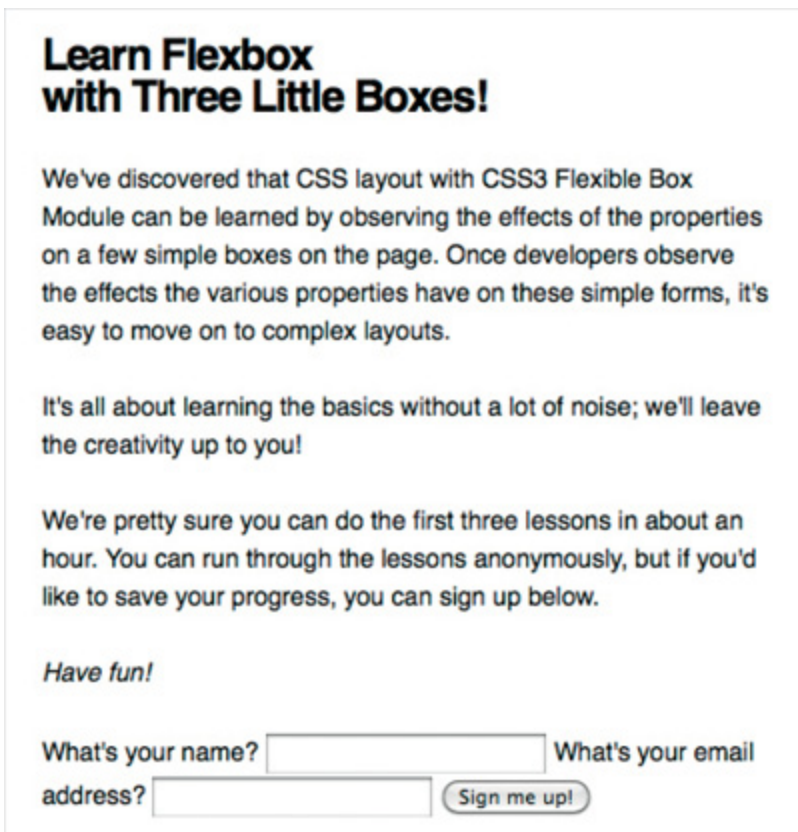 Learn Flexbox
with Three Little Boxes!
We've discovered that CSS layout with CSS3 Flexible Box
Module can be learned by observing the effects of the properties
on a few simple boxes on the page. Once developers observe
the effects the various properties have on these simple forms, it's
easy to move on to complex layouts.
It's all about learning the basics without a lot of noise; we'll leave
the creativity up to you!
We're pretty sure you can do the first three lessons in about an
hour. You can run through the lessons anonymously, but if you'd
like to save your progress, you can sign up below.
Have fun!
What's your name? What's your email
address? Sign me up!